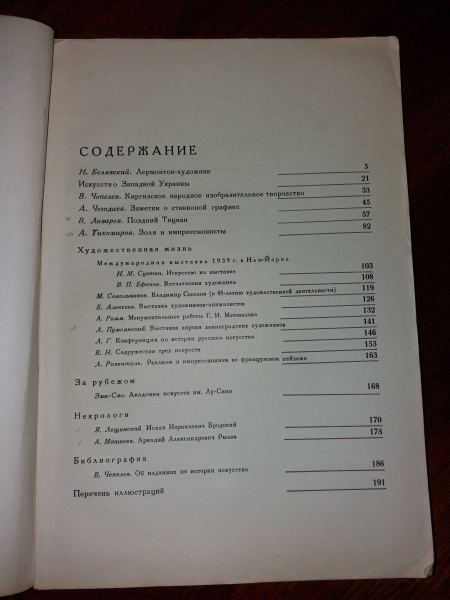 СОДЕРЖАНИЕ
Н. Белявский. Лермонтов-художник 5
Искусство Западной Украины 21
В. Чепелев. Киргизское народное изобразительное творчество 33
А. Чегодаев. Заметки о станковой графике 45
В. Лазарев. Поздний Тициан 57
А. Тихомиров. Золя и импрессионисты 82
Художественная жизнь
Международная выставка 1939 г. в Нью-Йорке
Н. М. Суетин. Искусство на выставке 103
В. П. Ефанов. Впечатления художника 108
М. Сокольников. Владимир Соколов (к 45-летию художественной деятельности) 119
Б. Алексеев. Выставка художников-анималистов 126
А. Ромм. Монументальные работы Г. И. Мотовилова 132
Л. Пумпянский. Выставка картин ленинградских художников 141
А. Г. Конференция по истории русского искусства 146
В. Н. Содружество трех искусств 153
А. Розенталь. Реализм и импрессионизм во французском пейзаже 163
За рубежом
Эми-Сяо. Академия искусств им. Лу-Синя 168
Некрологи
Я. Лещинский. Исаак Израилевич Бродский 170
А. Матвеев. Аркадий Александрович Рылов 178
Библиография
В. Чепелев. Об изданиях по истории искусства 186
Перечень иллюстраций 191